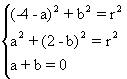 (-4-a)²+b²=r²
a²+(2-b)²=r²
a+b=0